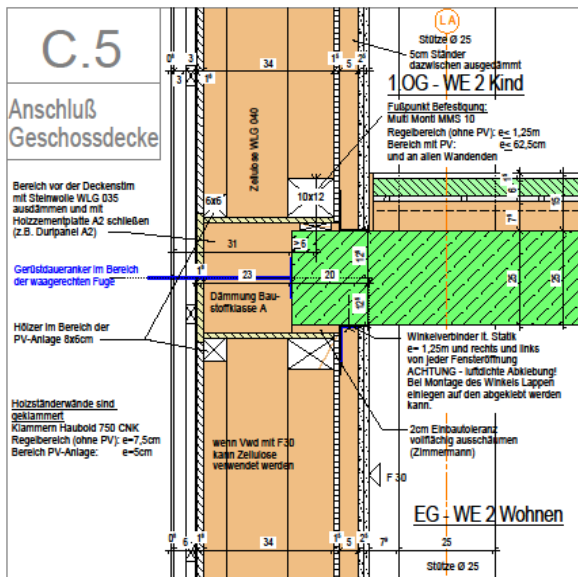 C.5
Anschluß
Geschossdecke
LA
Stütze Ø 25
5cm Ständer
dazwischen ausgedämmt
1.OG - WE 2 Kind
Fußpunkt Befestigung:
Multi Monti MMS 10
Regelbereich (ohne PV): e< 1,25m
Bereich mit PV: e< 62,5cm
und an allen Wandenden
34
5
3
3
Zellulose WLG 040
Bereich vor der Deckenstirn
mit Steinwolle WLG 035
ausdämmen und mit
Holzzementplatte A2 schließen
(z.B. Duripanel A2)
6x6
10x12
31
>6
Gerüstdaueranker im Bereich
der waagerechten Fuge
23
20
Dämmung Bau-
stoffklasse A
25
25
Hölzer im Bereich der
PV-Anlage 8x6cm
Winkelverbinder lt. Statik
e= 1,25m und rechts und links
von jeder Fensteröffnung
ACHTUNG - luftdichte Abklebung!
Bei Montage des Winkels Lappen
einlegen auf den abgeklebt werden
kann.
Holzständerwände sind
geklammert
Klammern Haubold 750 CNK
Regelbereich (ohne PV): e=7,5cm
Bereich PV-Anlage: e=5cm
2cm Einbautoleranz
vollflächig ausschäumen
(Zimmermann)
wenn Vwd mit F30
kann Zellulose
verwendet werden
F 30
EG - WE 2 Wohnen
6
34
5
25
Stütze Ø 25